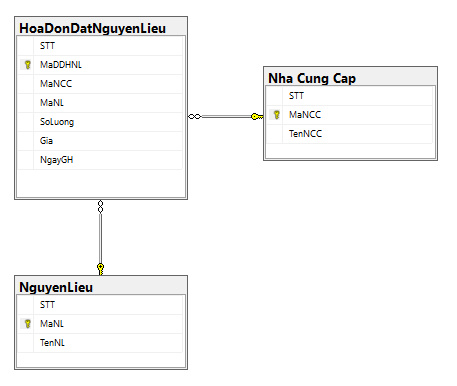 HoaDonDatNguyenLieu
STT
MaDDHNL
MaNCC
MaNL
SoLuong
Gia
NgayGH
Nha Cung Cap
STT
MaNCC
TenNCC
NguyenLieu
STT
MaNL
TenNL